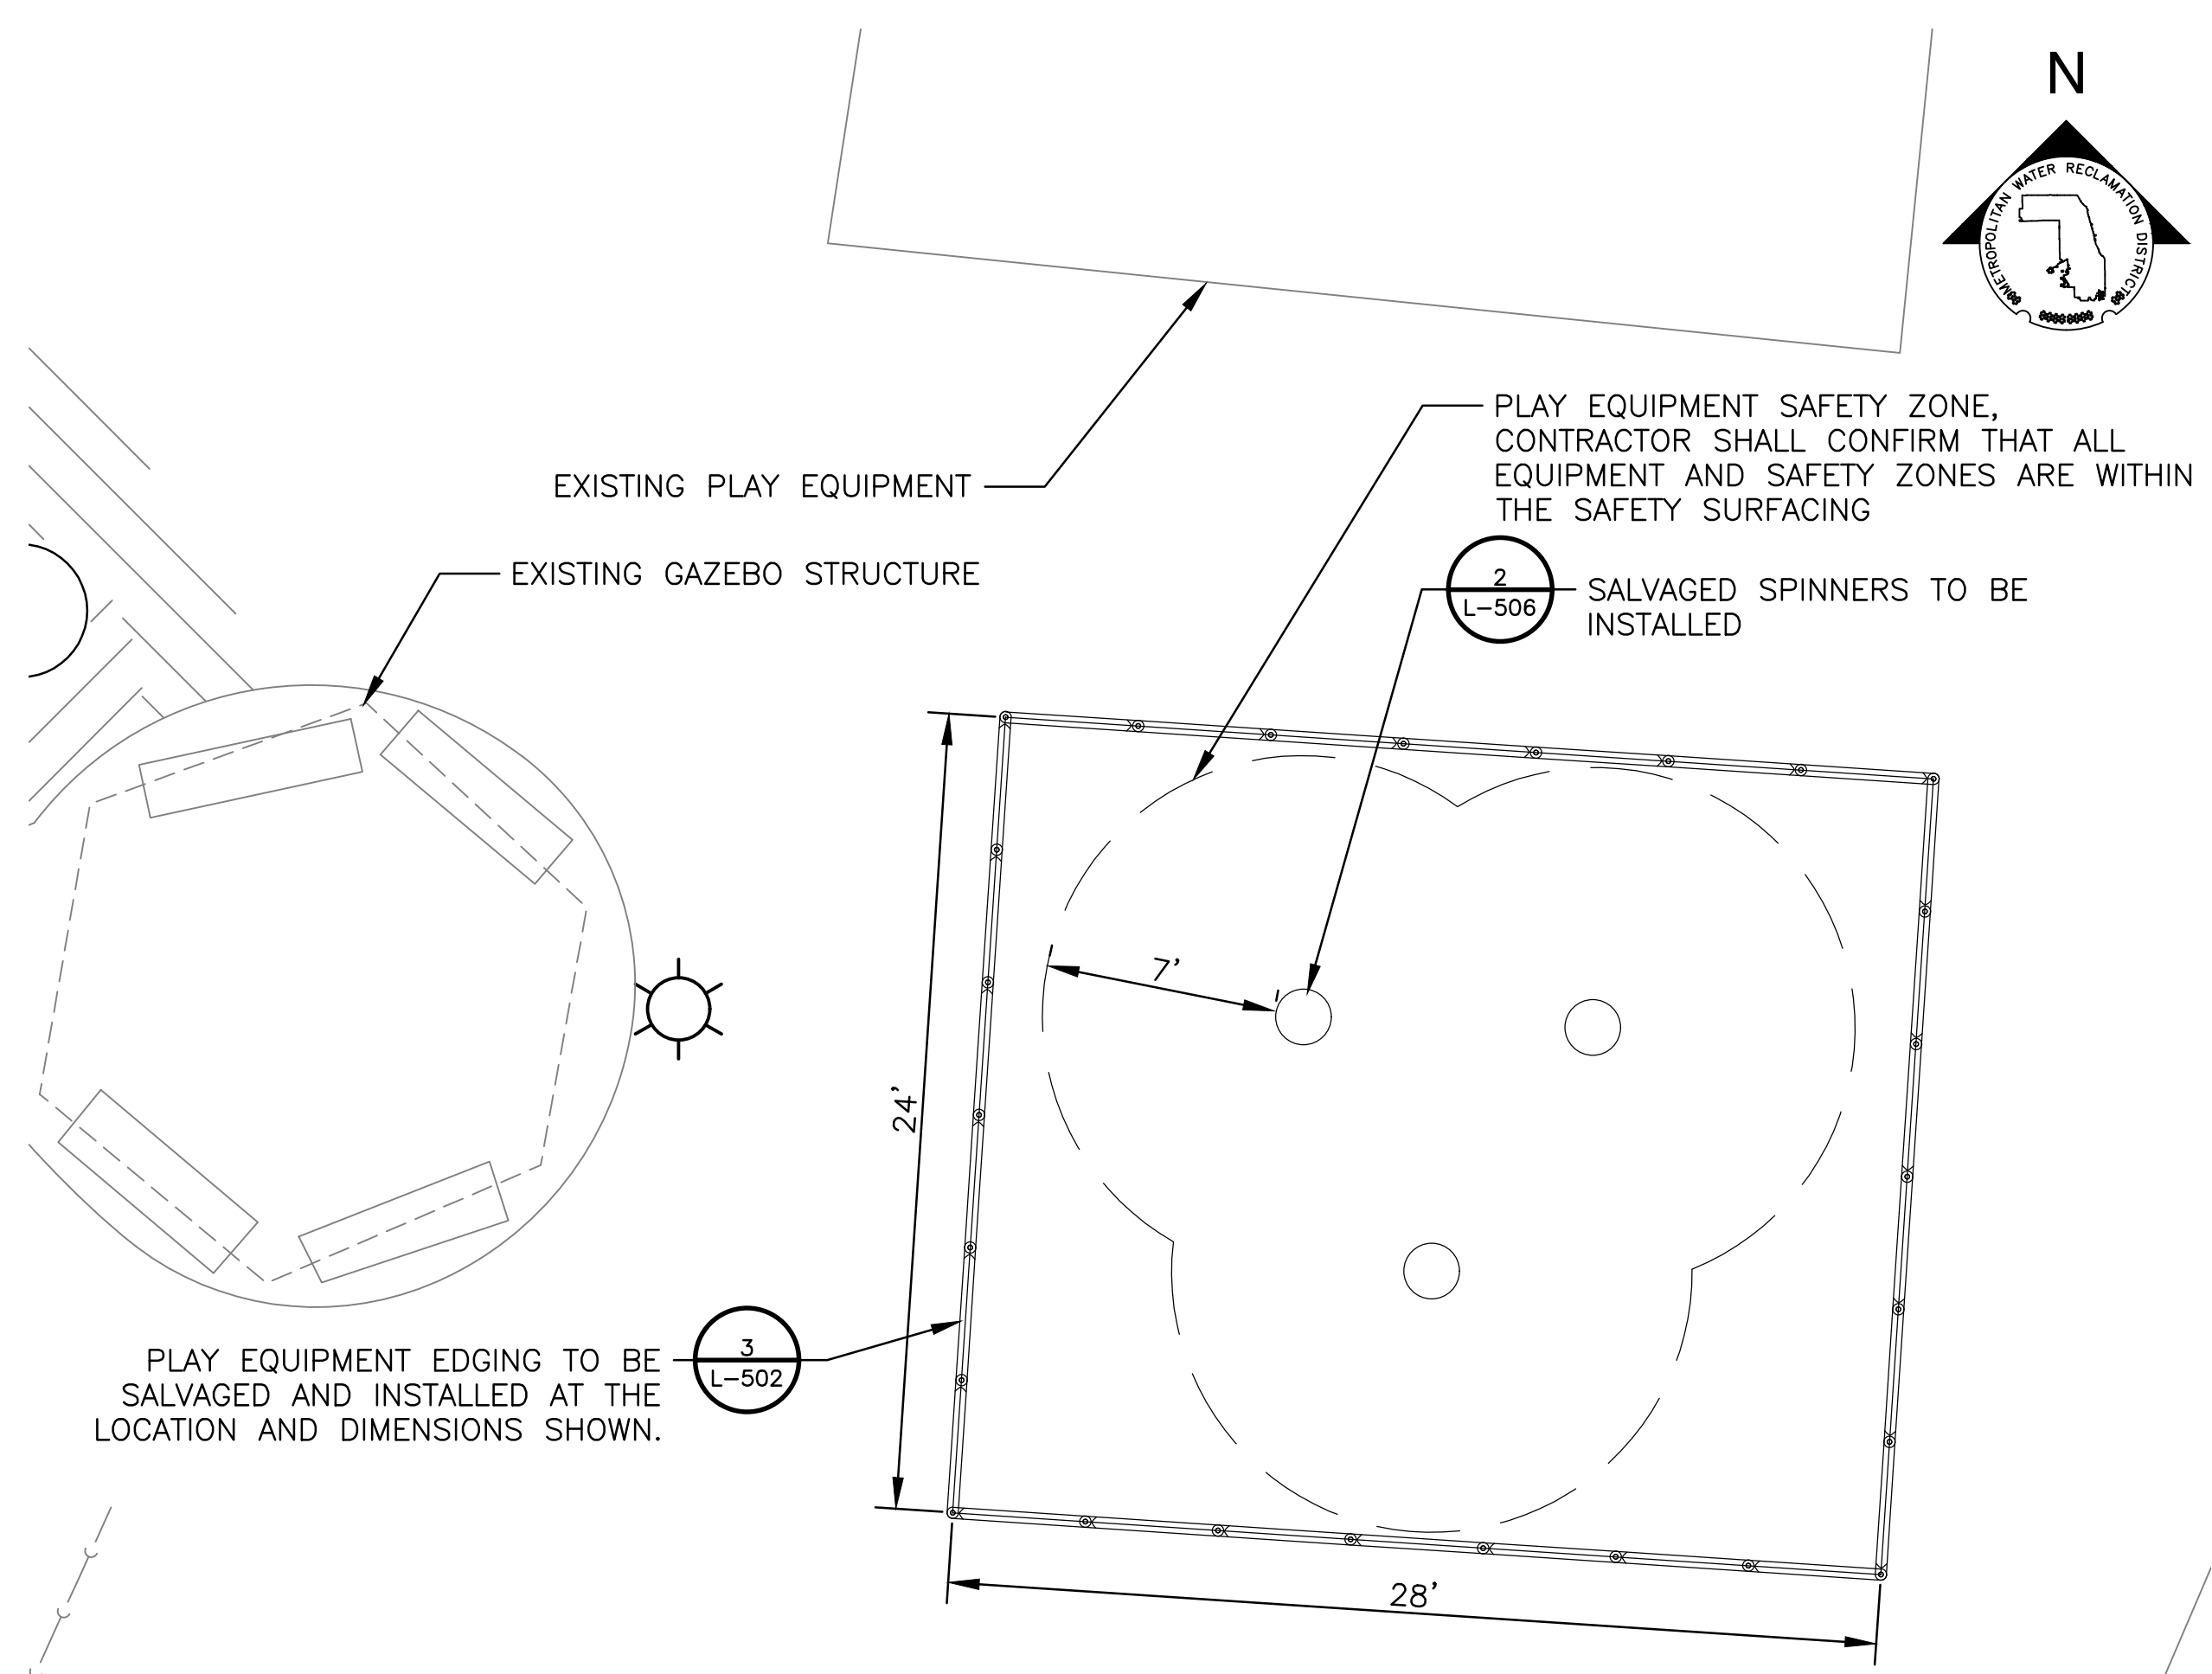 N
METROPOLITAN WATER RECLAMATION DISTRICT
PLAY EQUIPMENT SAFETY ZONE,
CONTRACTOR SHALL CONFIRM THAT ALL
EQUIPMENT AND SAFETY ZONES ARE WITHIN
THE SAFETY SURFACING
EXISTING PLAY EQUIPMENT
EXISTING GAZEBO STRUCTURE
2
L-506
SALVAGED SPINNERS TO BE
INSTALLED
7'
24'
3
L-502
PLAY EQUIPMENT EDGING TO BE
SALVAGED AND INSTALLED AT THE
LOCATION AND DIMENSIONS SHOWN.
28'